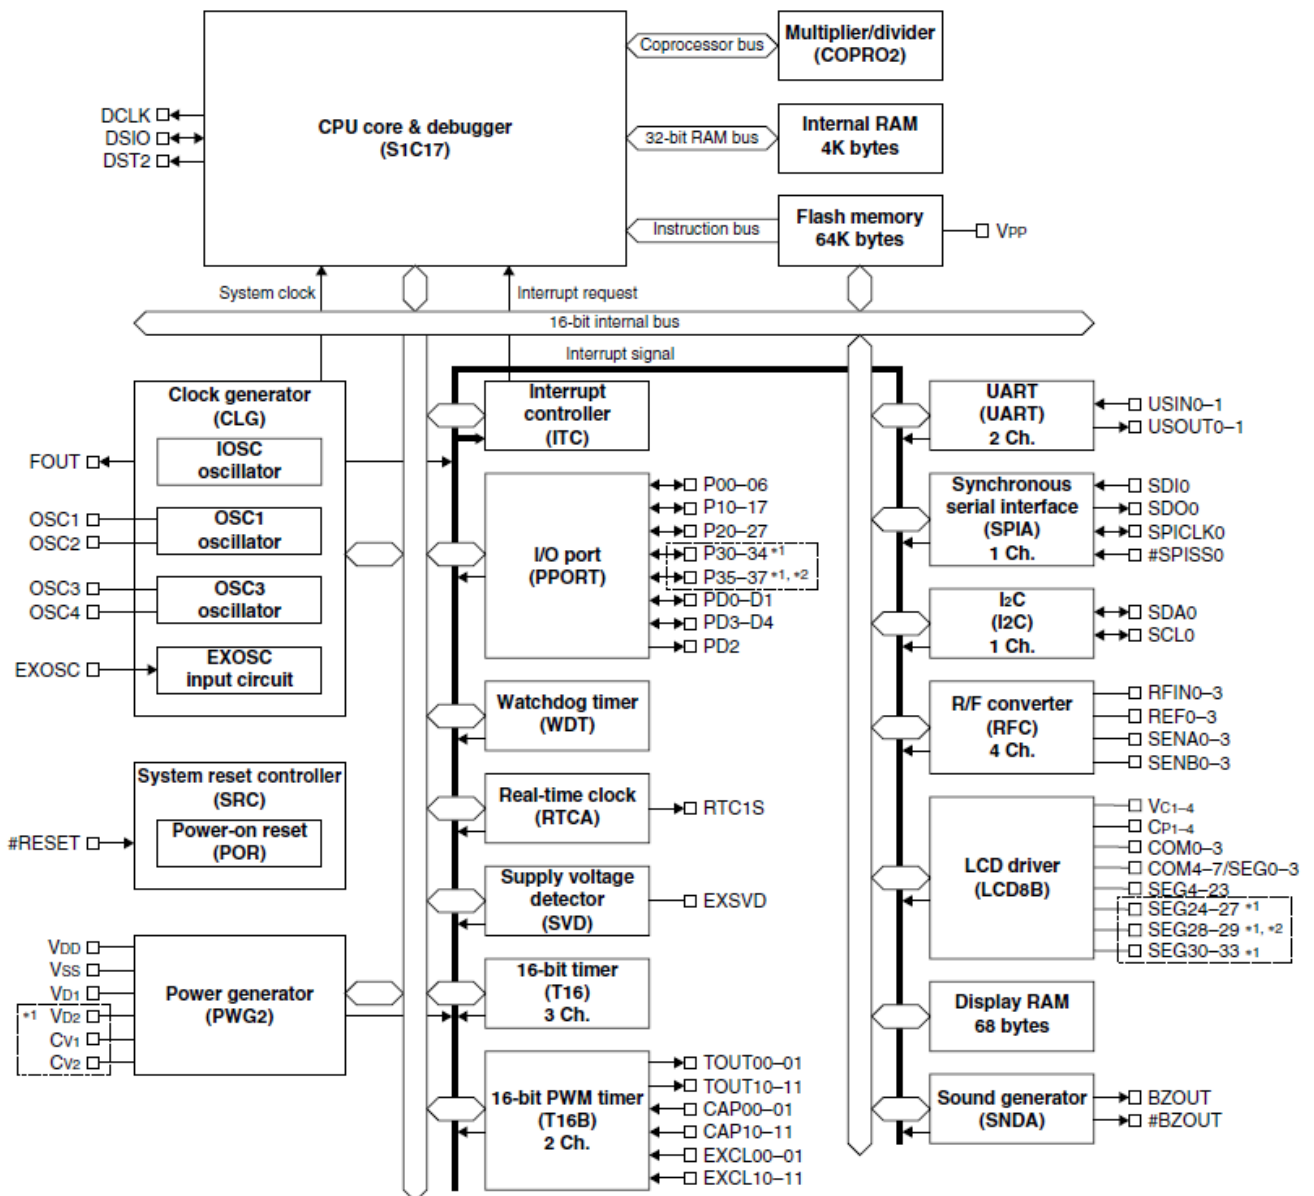 CPU core & debugger
(S1C17)
DCLK
DSIO
DST2
Coprocessor bus
Multiplier/divider
(COPRO2)
32-bit RAM bus
Internal RAM
4K bytes
Instruction bus
Flash memory
64K bytes
VPP
System clock
Interrupt request
16-bit internal bus
Interrupt signal
Clock generator
(CLG)
IOSC
oscillator
OSC1
oscillator
OSC3
oscillator
EXOSC
input circuit
FOUT
OSC1
OSC2
OSC3
OSC4
EXOSC
System reset controller
(SRC)
Power-on reset
(POR)
#RESET
Power generator
(PWG2)
VDD
VSS
VD1
*1 VD2
CV1
CV2
Interrupt
controller
(ITC)
I/O port
(PPORT)
P00–06
P10–17
P20–27
P30–34 *1
P35–37 *1, *2
PD0–D1
PD3–D4
PD2
Watchdog timer
(WDT)
Real-time clock
(RTCA)
RTC1S
Supply voltage
detector
(SVD)
EXSVD
16-bit timer
(T16)
3 Ch.
16-bit PWM timer
(T16B)
2 Ch.
TOUT00–01
TOUT10–11
CAP00–01
CAP10–11
EXCL00–01
EXCL10–11
UART
(UART)
2 Ch.
USIN0–1
USOUT0–1
Synchronous
serial interface
(SPIA)
1 Ch.
SDI0
SDO0
SPICLK0
#SPISS0
I2C
(I2C)
1 Ch.
SDA0
SCL0
R/F converter
(RFC)
4 Ch.
RFIN0–3
REF0–3
SENA0–3
SENB0–3
LCD driver
(LCD8B)
VC1–4
CP1–4
COM0–3
COM4–7/SEG0–3
SEG4–23
SEG24–27 *1
SEG28–29 *1, *2
SEG30–33 *1
Display RAM
68 bytes
Sound generator
(SNDA)
BZOUT
#BZOUT